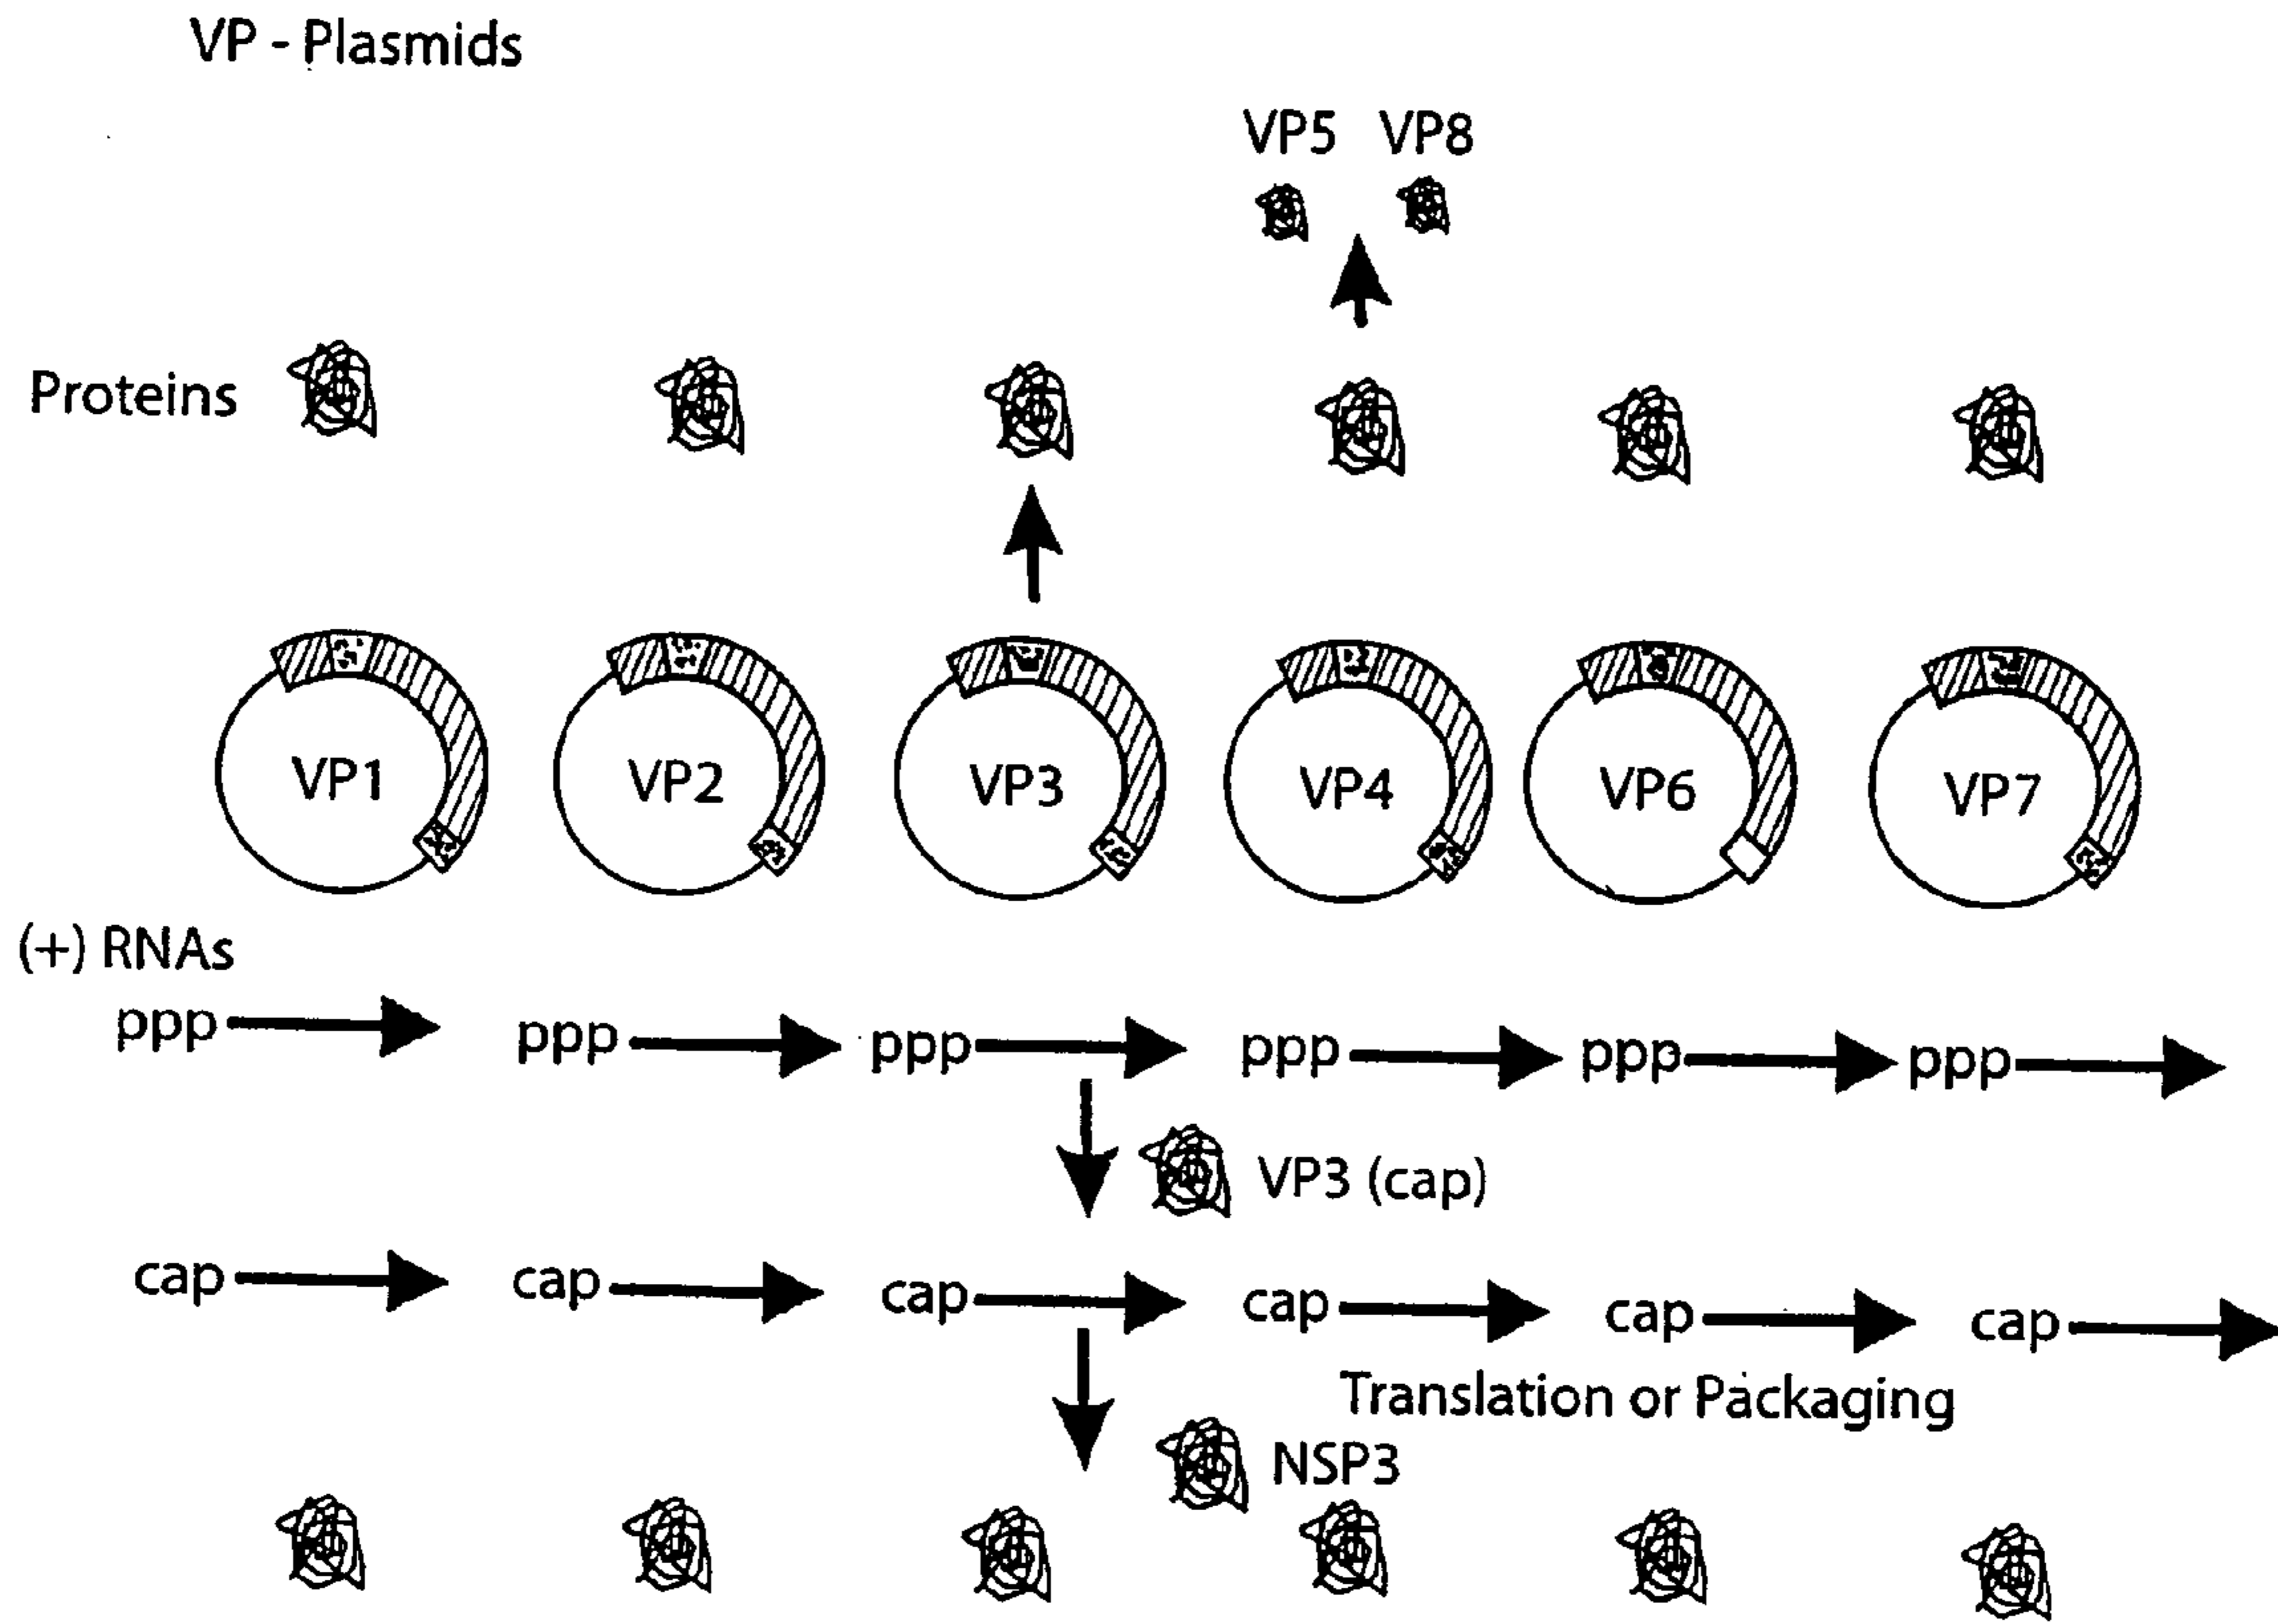 VP - Plasmids
VP5 VP8
Proteins
VP1 VP2 VP3 VP4 VP6 VP7
(+) RNAs
ppp ppp ppp ppp ppp ppp
VP3 (cap)
cap cap cap cap cap cap
Translation or Packaging
NSP3